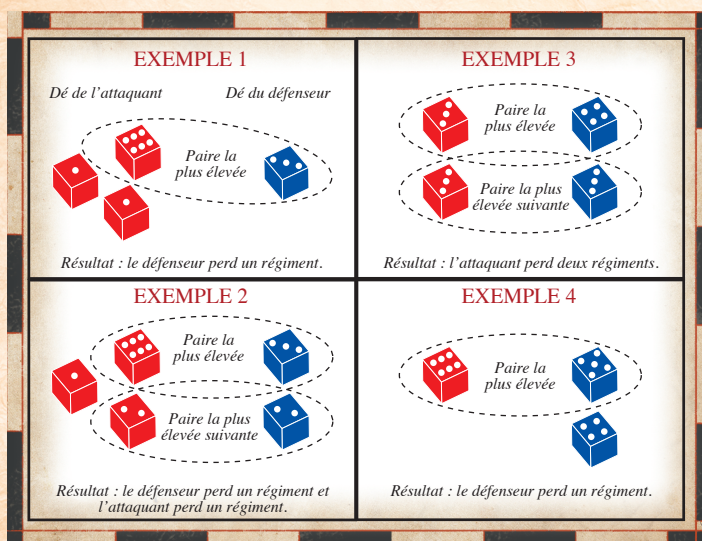 EXEMPLE 1
Dé de l'attaquant
Dé du défenseur
Paire la
plus élevée
Résultat : le défenseur perd un régiment.
EXEMPLE 3
Paire la
plus élevée
Paire la plus
élevée suivante
Résultat : l'attaquant perd deux régiments.
EXEMPLE 2
Paire la
plus élevée
Paire la plus
élevée suivante
Résultat : le défenseur perd un régiment et
l'attaquant perd un régiment.
EXEMPLE 4
Paire la
plus élevée
Résultat : le défenseur perd un régiment.